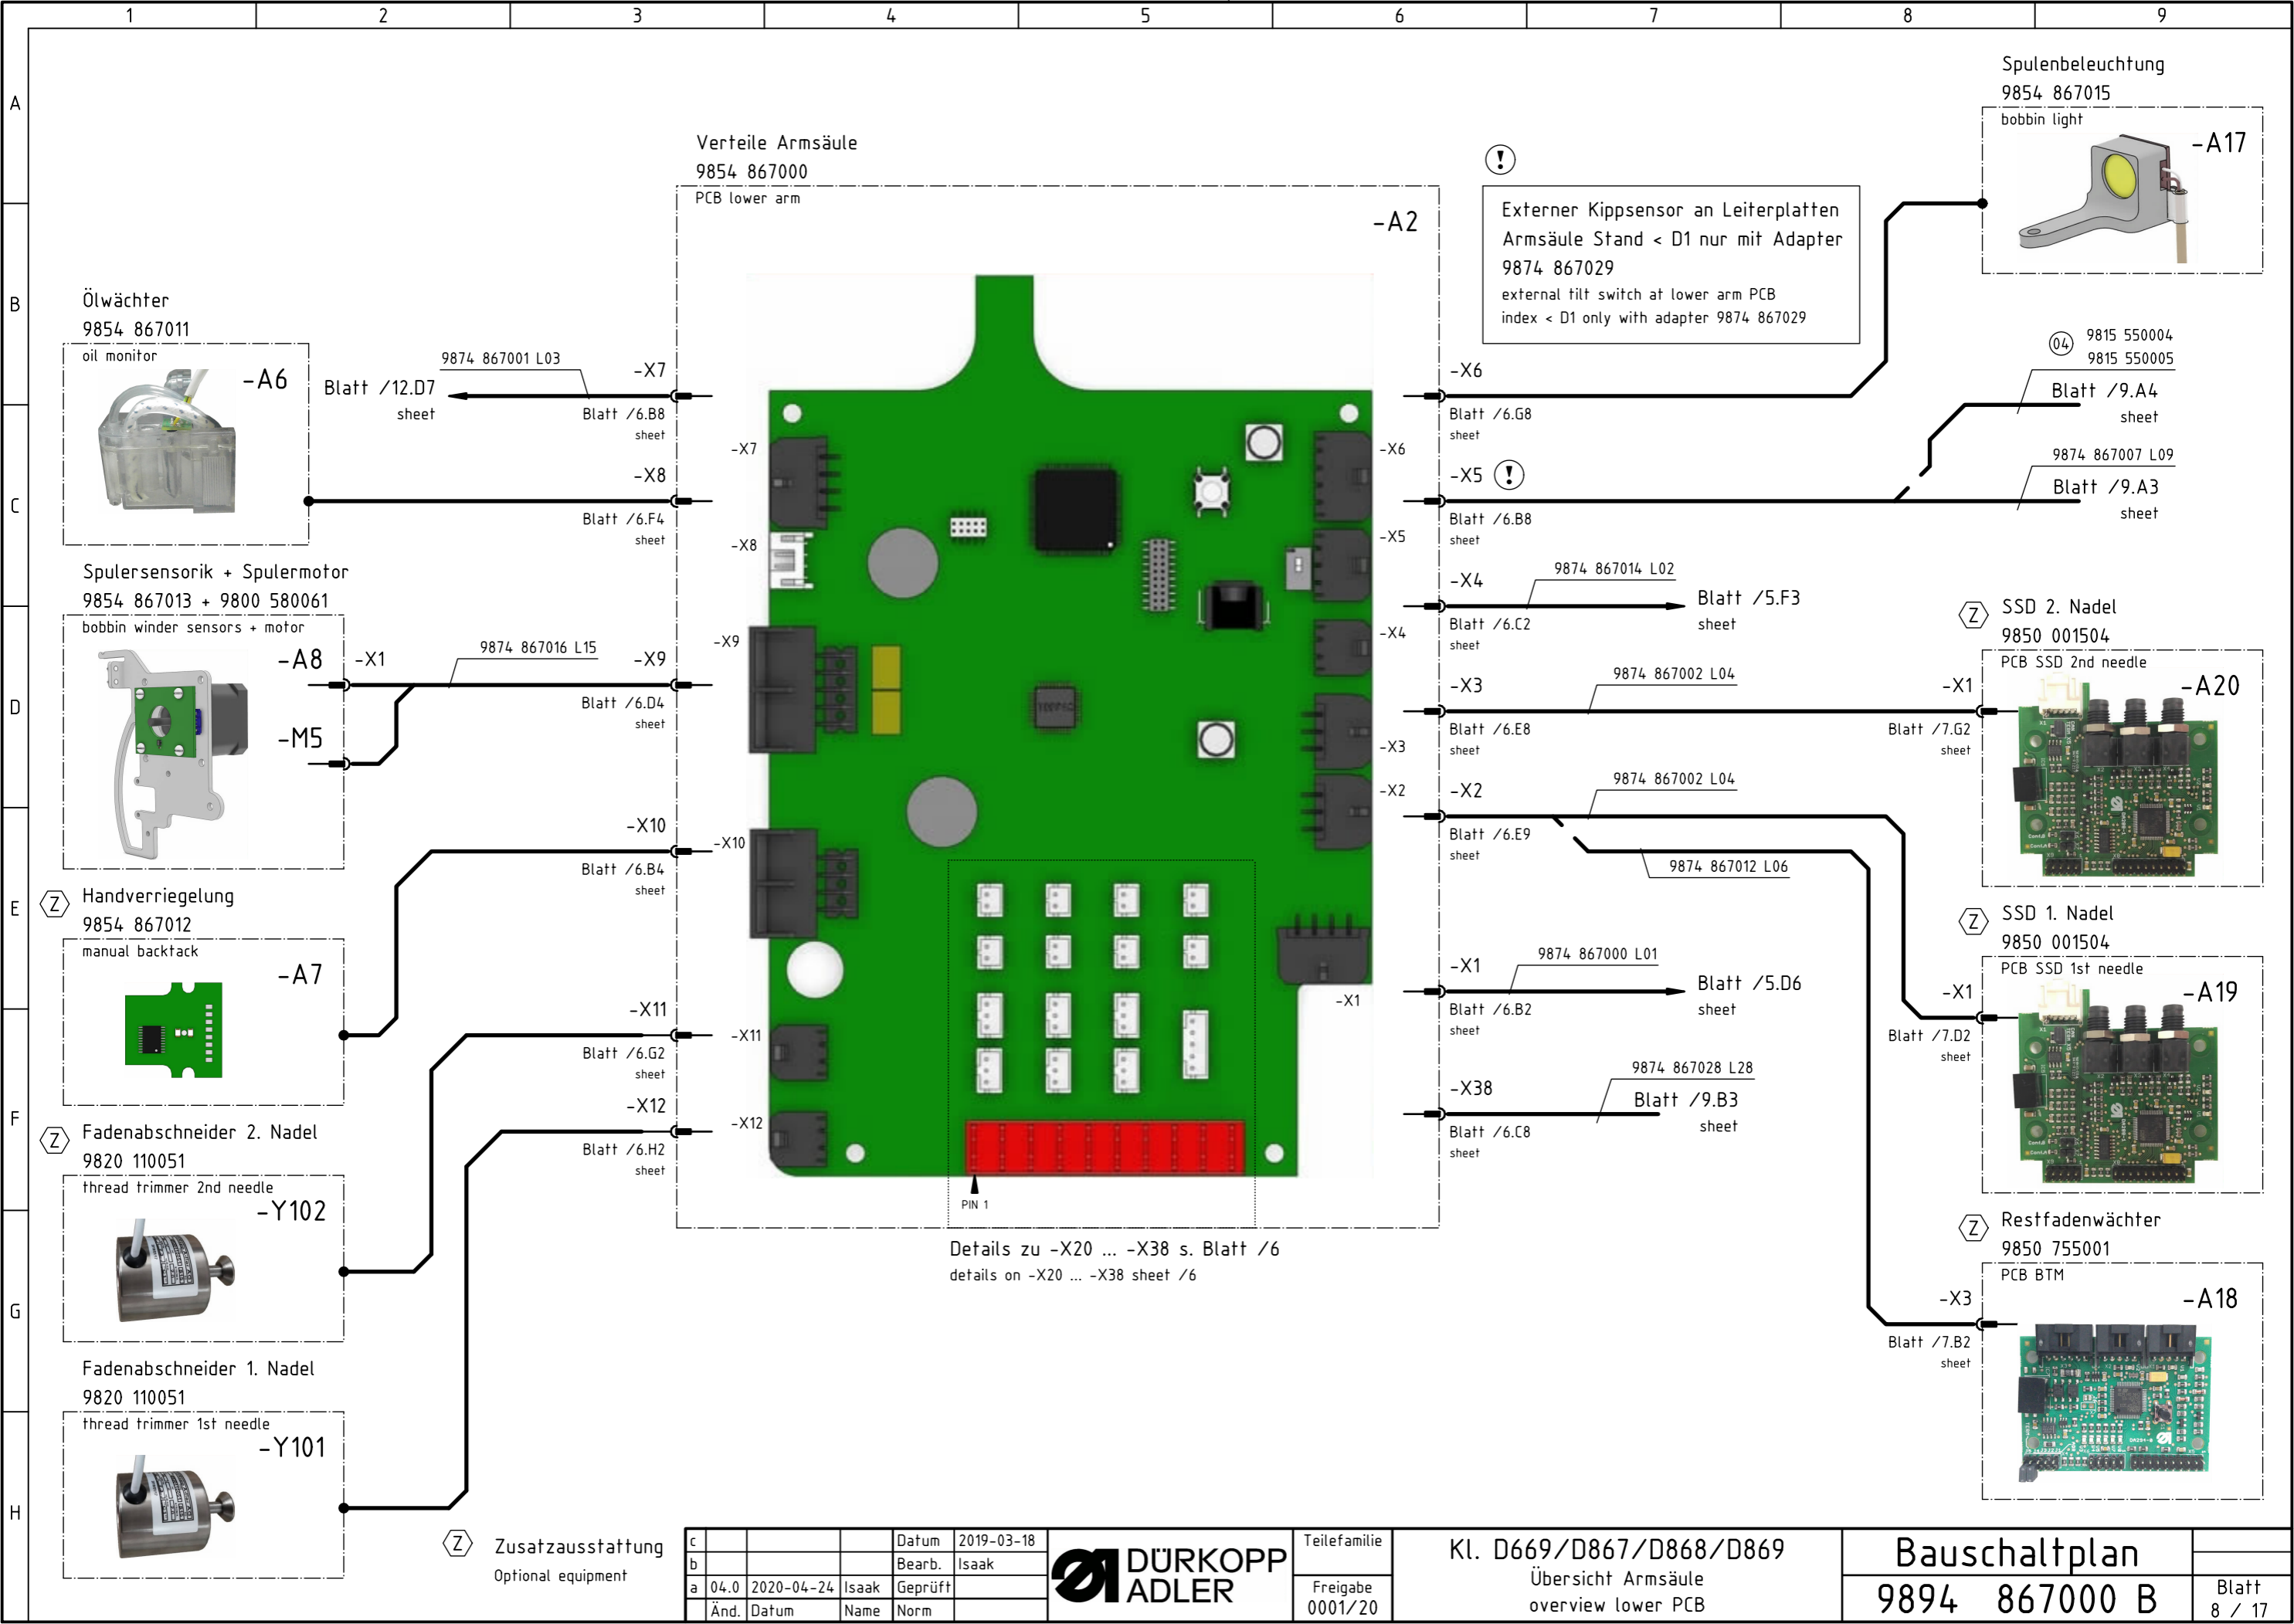 1 2 3 4 5 6 7 8 9
A
B
C
D
E
F
G
H
Ölwächter
9854 867011
oil monitor
-A6
Blatt /12.D7
sheet
9874 867001 L03
-X7
Blatt /6.B8
sheet
-X8
Blatt /6.F4
sheet
Spulersensorik + Spulermotor
9854 867013 + 9800 580061
bobbin winder sensors + motor
-A8
-X1
-M5
9874 867016 L15
-X9
Blatt /6.D4
sheet
-X10
Blatt /6.B4
sheet
Z
Handverriegelung
9854 867012
manual backtack
-A7
-X11
Blatt /6.G2
sheet
-X12
Blatt /6.H2
sheet
Z
Fadenabschneider 2. Nadel
9820 110051
thread trimmer 2nd needle
-Y102
Fadenabschneider 1. Nadel
9820 110051
thread trimmer 1st needle
-Y101
Z
Zusatzausstattung
Optional equipment
Verteile Armsäule
9854 867000
PCB lower arm
-A2
-X7
-X8
-X9
-X10
-X11
-X12
-X6
-X5
-X4
-X3
-X2
-X1
PIN 1
Details zu -X20 ... -X38 s. Blatt /6
details on -X20 ... -X38 sheet /6
!
Externer Kippsensor an Leiterplatten
Armsäule Stand < D1 nur mit Adapter
9874 867029
external tilt switch at lower arm PCB
index < D1 only with adapter 9874 867029
-X6
Blatt /6.G8
sheet
-X5
!
Blatt /6.B8
sheet
-X4
Blatt /6.C2
sheet
9874 867014 L02
Blatt /5.F3
sheet
-X3
Blatt /6.E8
sheet
9874 867002 L04
-X2
Blatt /6.E9
sheet
9874 867002 L04
9874 867012 L06
-X1
Blatt /6.B2
sheet
9874 867000 L01
Blatt /5.D6
sheet
-X38
Blatt /6.C8
sheet
9874 867028 L28
Blatt /9.B3
sheet
Spulenbeleuchtung
9854 867015
bobbin light
-A17
04
9815 550004
9815 550005
Blatt /9.A4
sheet
9874 867007 L09
Blatt /9.A3
sheet
Z
SSD 2. Nadel
9850 001504
PCB SSD 2nd needle
-A20
-X1
Blatt /7.G2
sheet
Z
SSD 1. Nadel
9850 001504
PCB SSD 1st needle
-A19
-X1
Blatt /7.D2
sheet
Z
Restfadenwächter
9850 755001
PCB BTM
-A18
-X3
Blatt /7.B2
sheet
c Datum 2019-03-18
b Bearb. Isaak
a 04.0 2020-04-24 Isaak Geprüft
Änd. Datum Name Norm
DÜRKOPP
ADLER
Teilefamilie
Freigabe
0001/20
Kl. D669/D867/D868/D869
Übersicht Armsäule
overview lower PCB
Bauschaltplan
9894 867000 B
Blatt
8 / 17